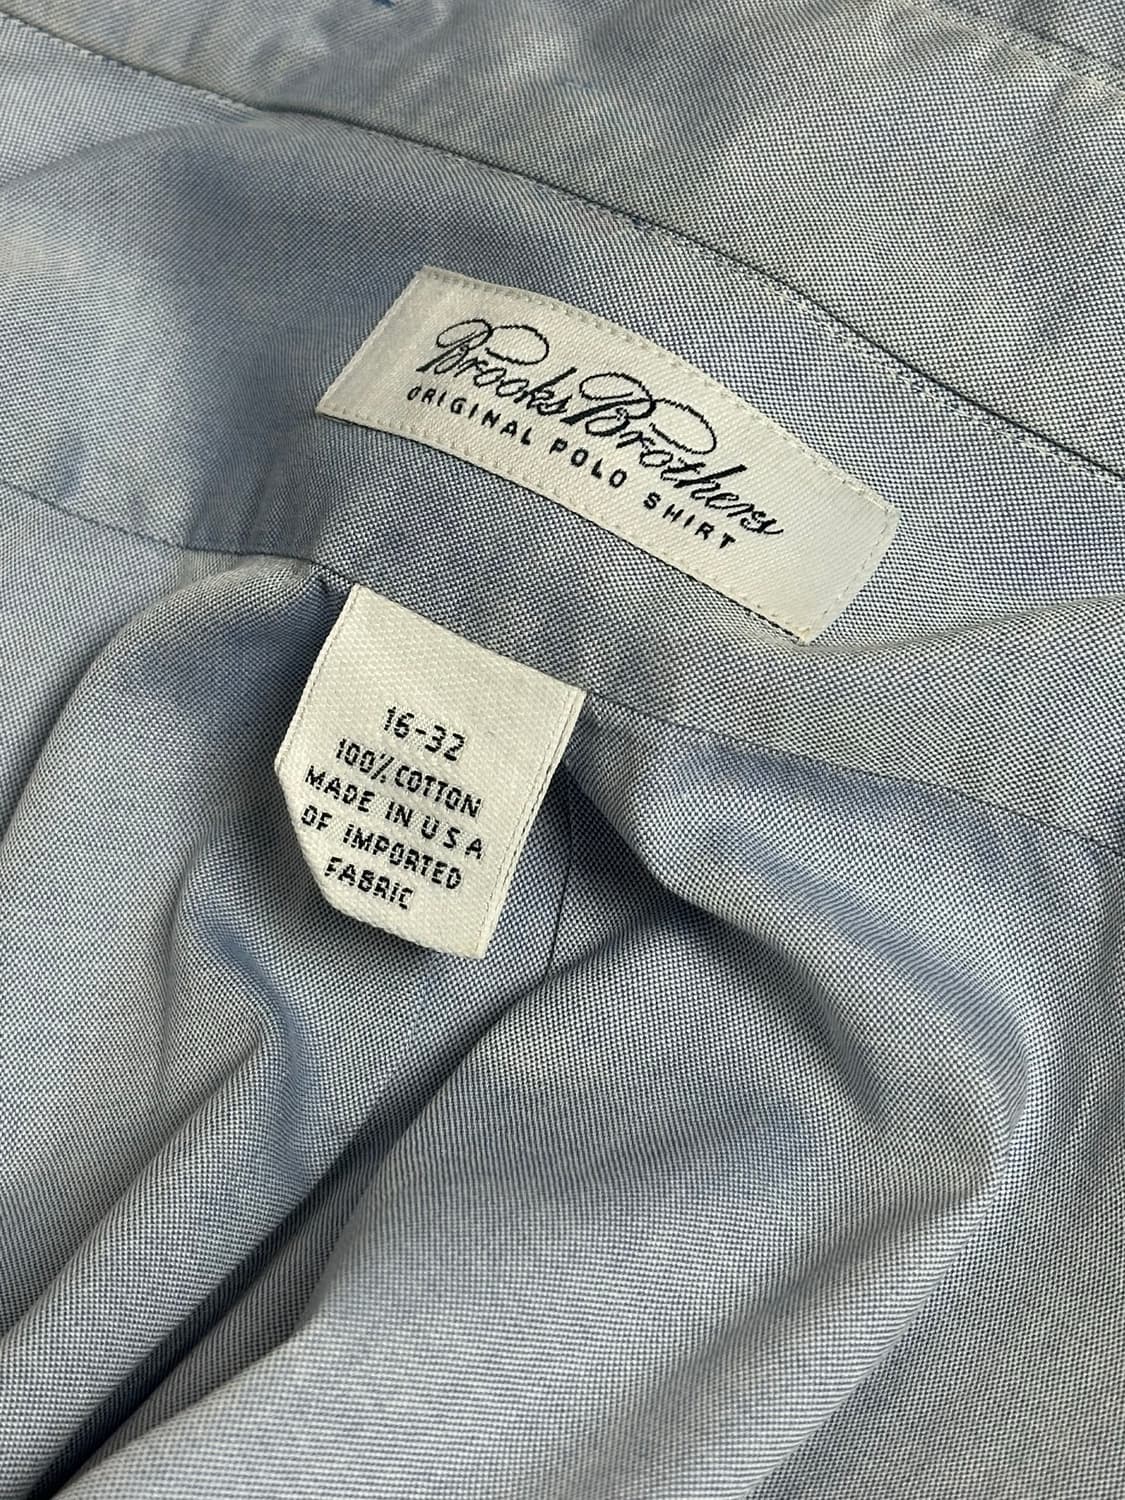 Brooks Brothers
ORIGINAL POLO SHIRT
16-32
100% COTTON
MADE IN U S A
OF IMPORTED
FABRIC